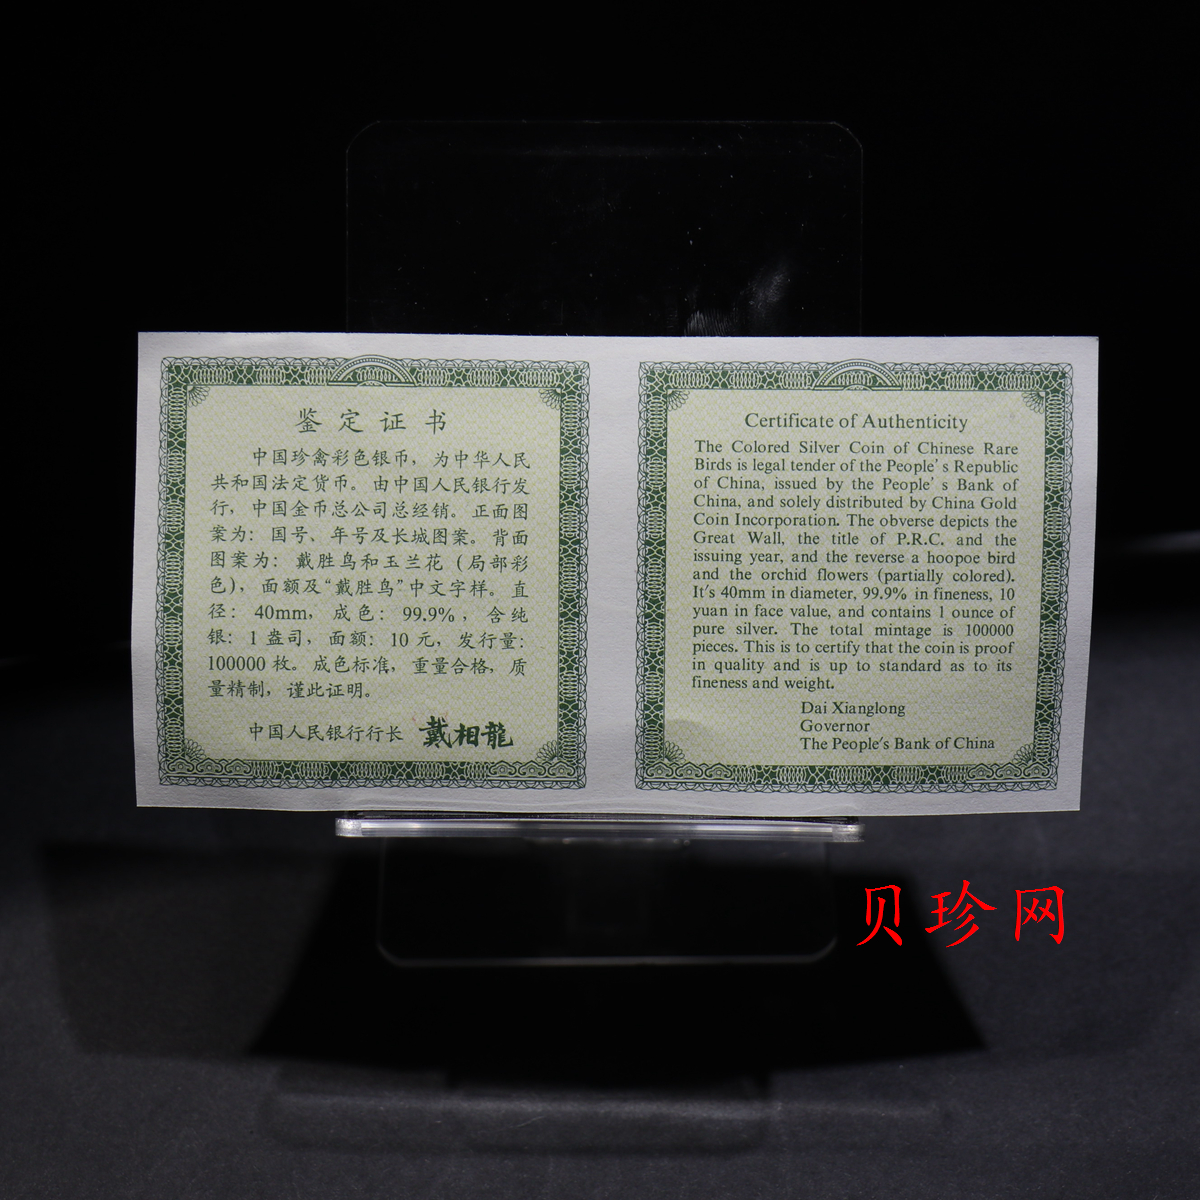 鉴定证书
中国珍禽彩色银币，为中华人民
共和国法定货币。由中国人民银行发
行，中国金币总公司总经销。正面图
案为：国号、年号及长城图案。背面
图案为：戴胜鸟和玉兰花（局部彩
色），面额及“戴胜鸟”中文字样。直
径：40mm，成色：99.9%，含纯
银：1盎司，面额：10元，发行量：
100000枚。成色标准，重量合格，质
量精制，谨此证明。
中国人民银行行长 戴相龍
Certificate of Authenticity
The Colored Silver Coin of Chinese Rare
Birds is legal tender of the People's Republic
of China, issued by the People's Bank of
China, and solely distributed by China Gold
Coin Incorporation. The obverse depicts the
Great Wall, the title of P.R.C. and the
issuing year, and the reverse a hoopoe bird
and the orchid flowers (partially colored).
It's 40mm in diameter, 99.9% in fineness, 10
yuan in face value, and contains 1 ounce of
pure silver. The total mintage is 100000
pieces. This is to certify that the coin is proof
in quality and is up to standard as to its
fineness and weight.
Dai Xianglong
Governor
The People's Bank of China
贝珍网